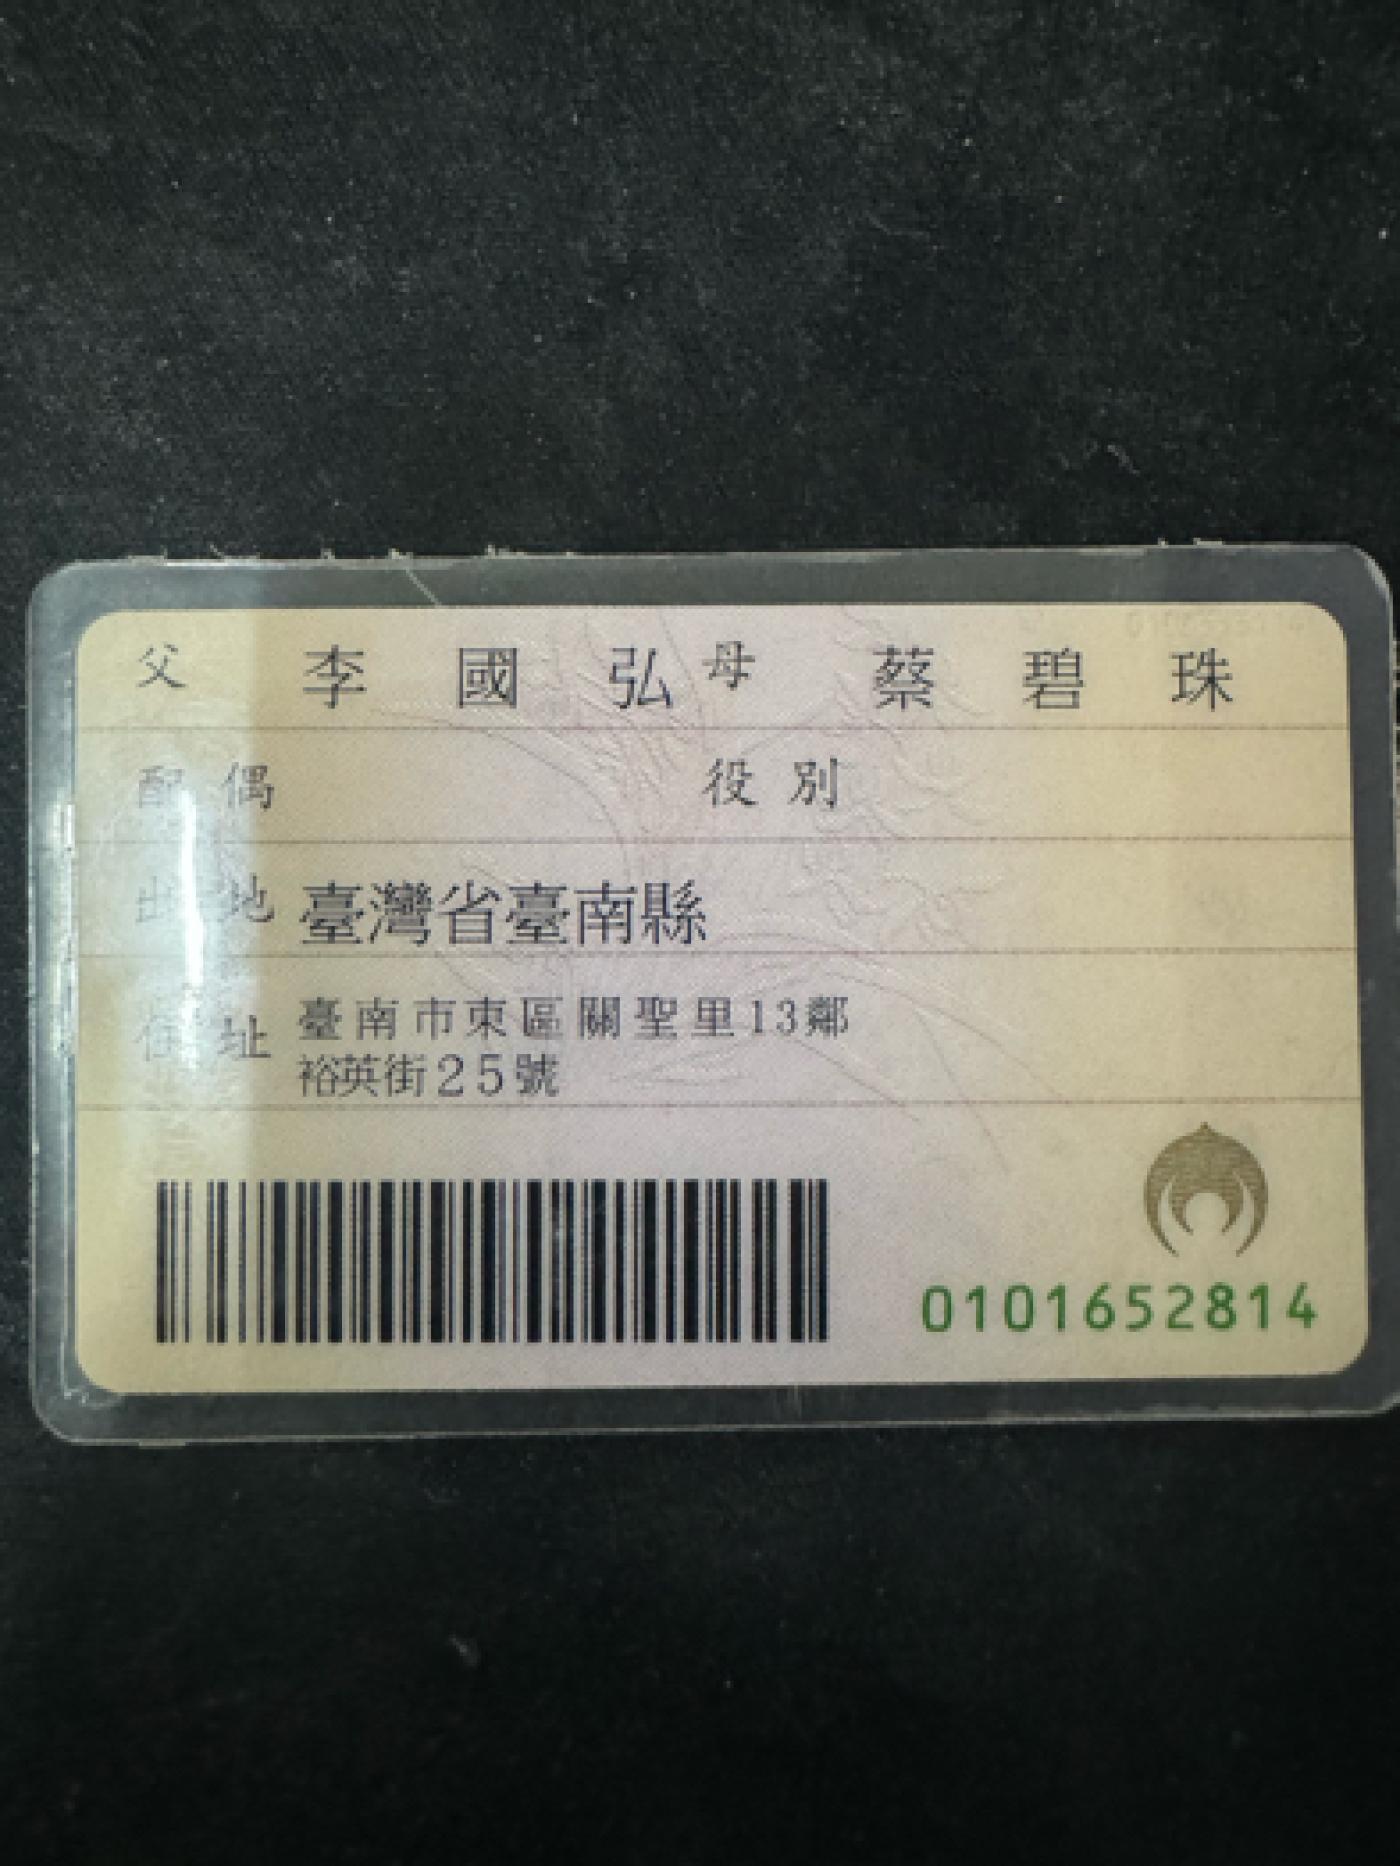 父 李國弘 母 蔡碧珠
配偶 役別
出 地 臺灣省臺南縣
住址 臺南市東區關聖里13鄰
裕英街25號
0101652814